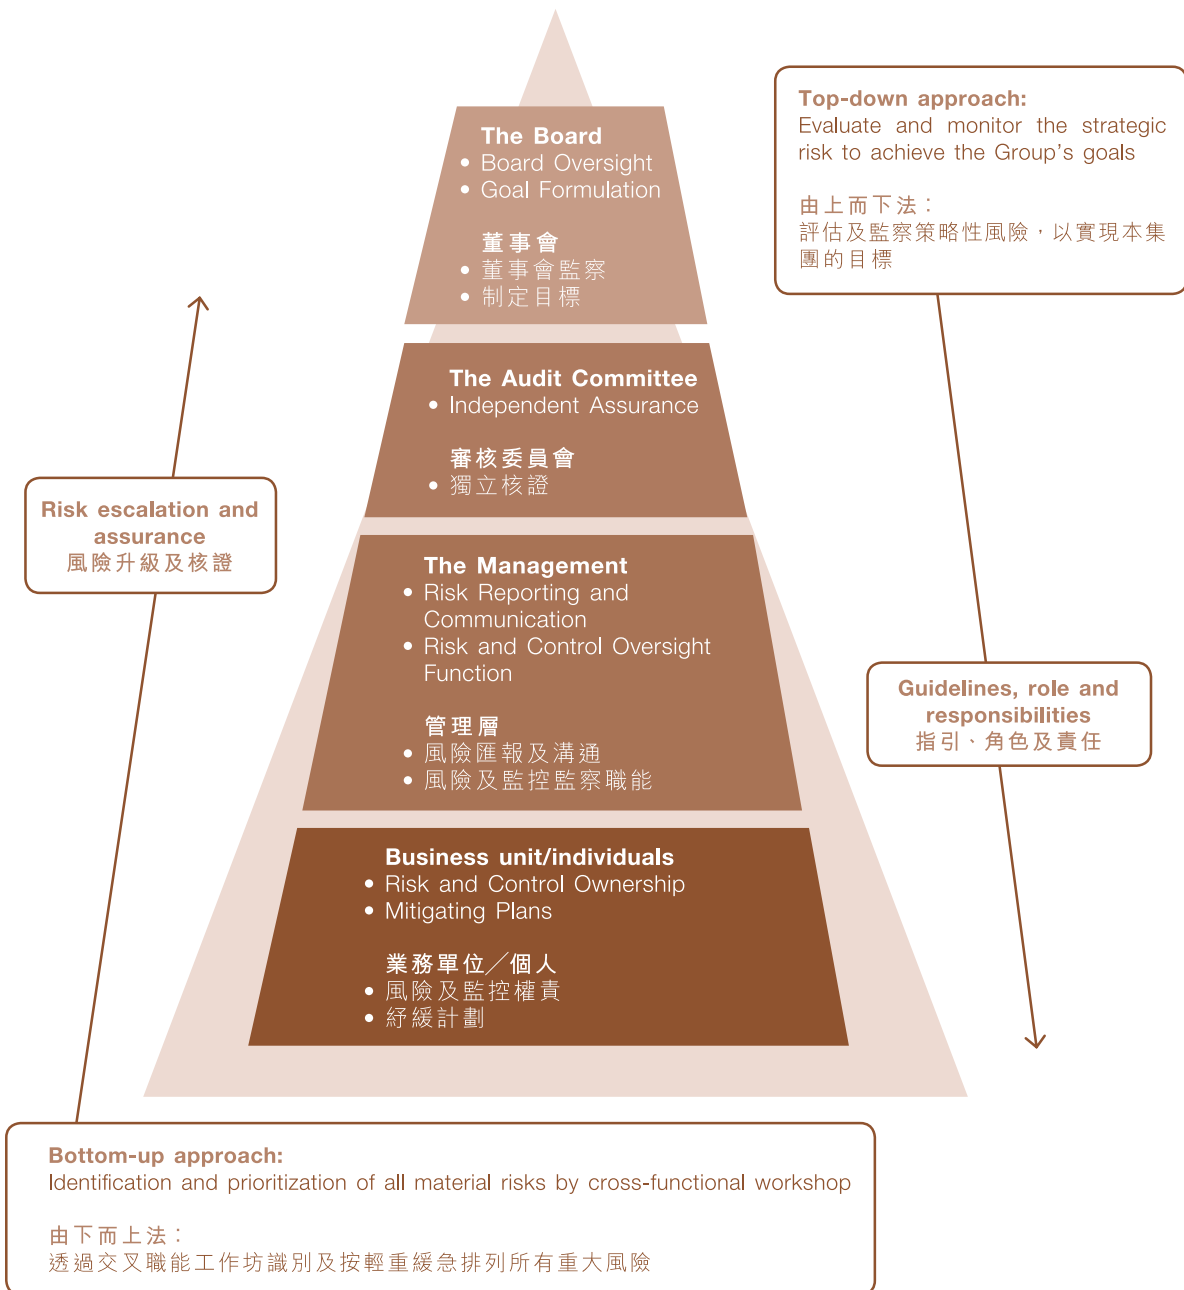 The Board
• Board Oversight
• Goal Formulation
董事會
• 董事會監察
• 制定目標
Top-down approach:
Evaluate and monitor the strategic
risk to achieve the Group's goals
由上而下法：
評估及監察策略性風險，以實現本集
團的目標
The Audit Committee
• Independent Assurance
審核委員會
• 獨立核證
Risk escalation and
assurance
風險升級及核證
The Management
• Risk Reporting and
Communication
• Risk and Control Oversight
Function
管理層
• 風險匯報及溝通
• 風險及監控監察職能
Guidelines, role and
responsibilities
指引、角色及責任
Business unit/individuals
• Risk and Control Ownership
• Mitigating Plans
業務單位／個人
• 風險及監控權責
• 紓緩計劃
Bottom-up approach:
Identification and prioritization of all material risks by cross-functional workshop
由下而上法：
透過交叉職能工作坊識別及按輕重緩急排列所有重大風險